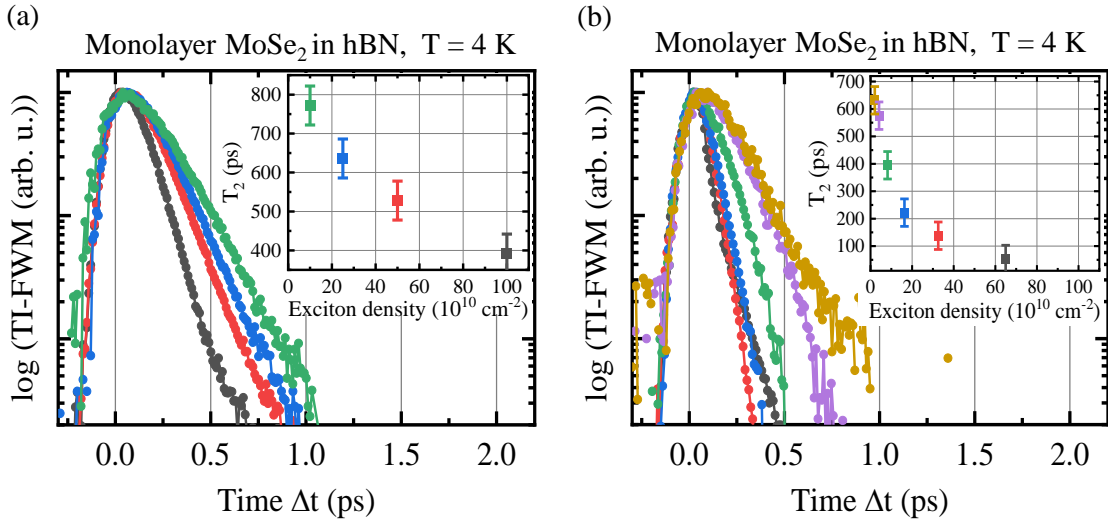 (a)
Monolayer MoSe₂ in hBN, T = 4 K
log (TI-FWM (arb. u))
800
700
600
500
400
T₂ (ps)
0 20 40 60 80 100
Exciton density (10¹⁰ cm⁻²)
0.0 0.5 1.0 1.5 2.0
Time Δt (ps)
(b)
Monolayer MoSe₂ in hBN, T = 4 K
log (TI-FWM (arb. u))
700
600
500
400
300
200
100
T₂ (ps)
0 20 40 60 80 100
Exciton density (10¹⁰ cm⁻²)
0.0 0.5 1.0 1.5 2.0
Time Δt (ps)